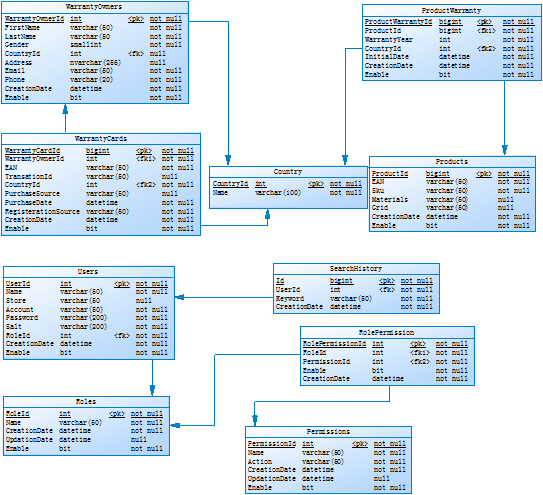 WarrantyOwners
WarrantyOwnerId int <pk> not null
FirstName varchar(50) not null
LastName varchar(50 not null
Gender smallint not null
CountryId int <fk> null
Address nvarchar(256) null
Email varchar(50) not null
Phone varchar(20) not null
CreationDate datetime not null
Enable bit not null
ProductWarranty
ProductWarrantyId bigint <pk> not null
ProductId bigint <fk1> not null
WarrantyYear int not null
CountryId int <fk2> not null
InitialDate datetime not null
CreationDate datetime not null
Enable bit not null
WarrantyCards
WarrantyCardId bigint <pk> not null
WarrantyOwnerId int <fk1> not null
EAN varchar(50) not null
TransationId varchar(50) null
CountryId int <fk2> not null
PurchaseSource varchar(50) null
PurchaseDate datetime not null
RegisterationSource varchar(50) not null
CreationDate datetime not null
Enable bit not null
Country
CountryId int <pk> not null
Name varchar(100) not null
Products
ProductId bigint <pk> not null
EAN varchar(50) not null
Sku varchar(50) not null
Materials varchar(50) null
Grid varchar(50) null
CreationDate datetime not null
Enable bit not null
Users
UserId int <pk> not null
Name varchar(50) not null
Store varchar(50 null
Account varchar(50) not null
Password varchar(200) not null
Salt varchar(200) not null
RoleId int <fk> not null
CreationDate datetime not null
Enable bit not null
SearchHistory
Id bigint <pk> not null
UserId int <fk> not null
Keyword varchar(50) not null
CreationDate datetime not null
RolePermission
RolePermissionId int <pk> not null
RoleId int <fk1> not null
PermissionId int <fk2> not null
Enable bit not null
CreationDate datetime not null
Roles
RoleId int <pk> not null
Name varchar(50) not null
CreationDate datetime not null
UpdationDate datetime null
Enable bit not null
Permissions
PermissionId int <pk> not null
Name varchar(50) not null
Action varchar(50) not null
CreationDate datetime not null
UpdationDate datetime null
Enable bit not null